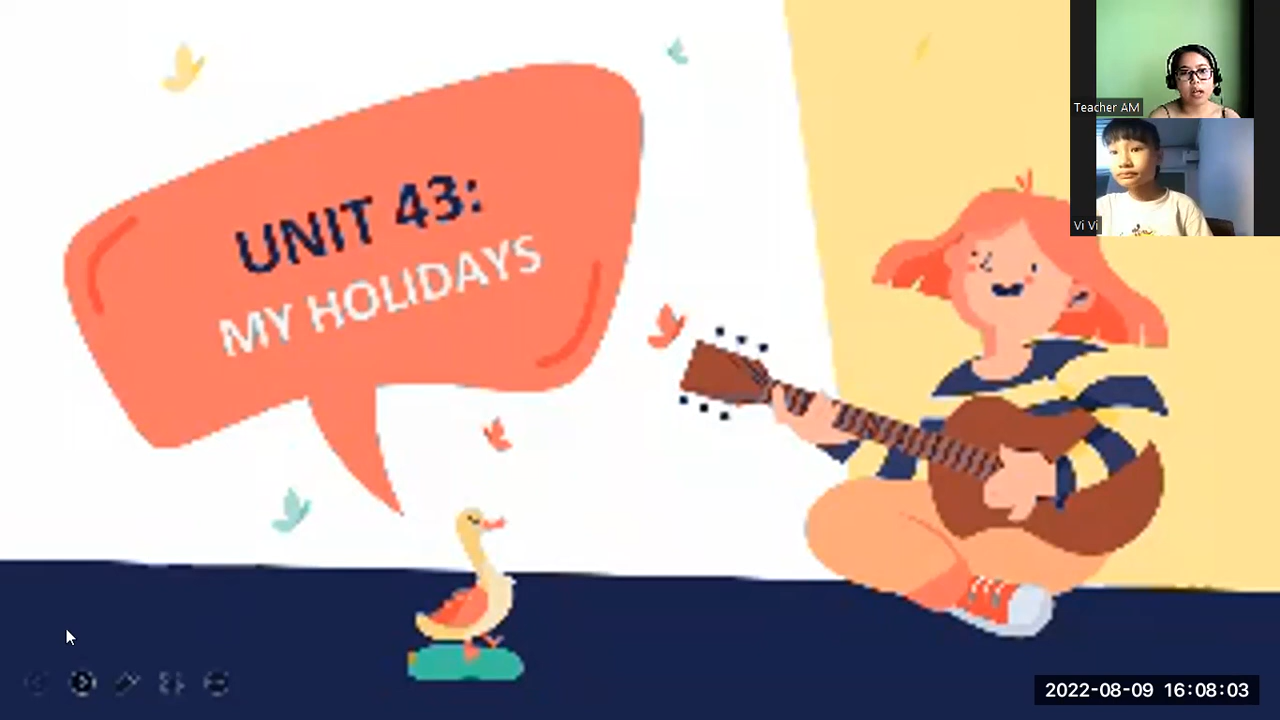 UNIT 43:
MY HOLIDAYS
Teacher AM
Vi Vi
2022-08-09 16:08:03